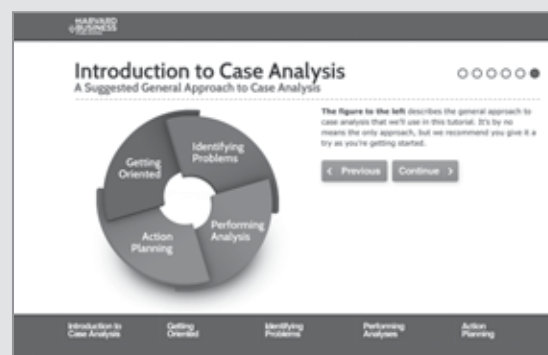 HARVARD
BUSINESS
Introduction to Case Analysis
A Suggested General Approach to Case Analysis
Getting
Oriented
Identifying
Problems
Performing
Analysis
Action
Planning
The figure to the left describes the general approach to
case analysis that we'll use in this tutorial. It's by no
means the only approach, but we recommend you give it a
try as you're getting started.
< Previous
Continue >
Introduction to
Case Analysis
Getting
Oriented
Identifying
Problems
Performing
Analyses
Action
Planning